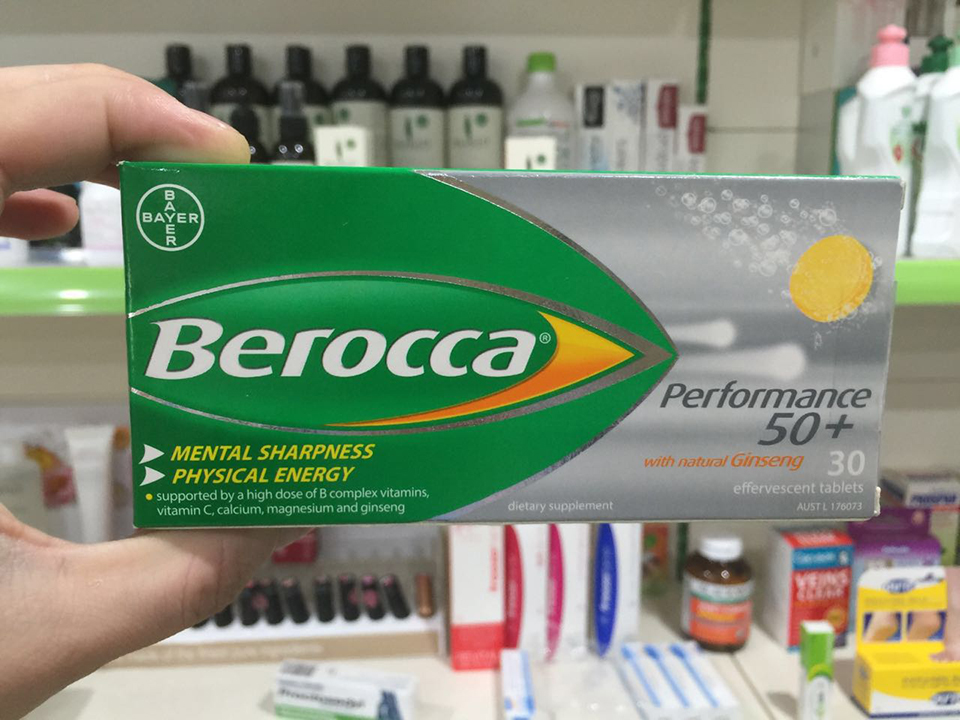 BAYER
BAYER
Berocca®
Performance
50+
with natural Ginseng
30
effervescent tablets
MENTAL SHARPNESS
PHYSICAL ENERGY
• supported by a high dose of B complex vitamins,
vitamin C, calcium, magnesium and ginseng
dietary supplement
AUST L 176073
VEINS
CLEAR